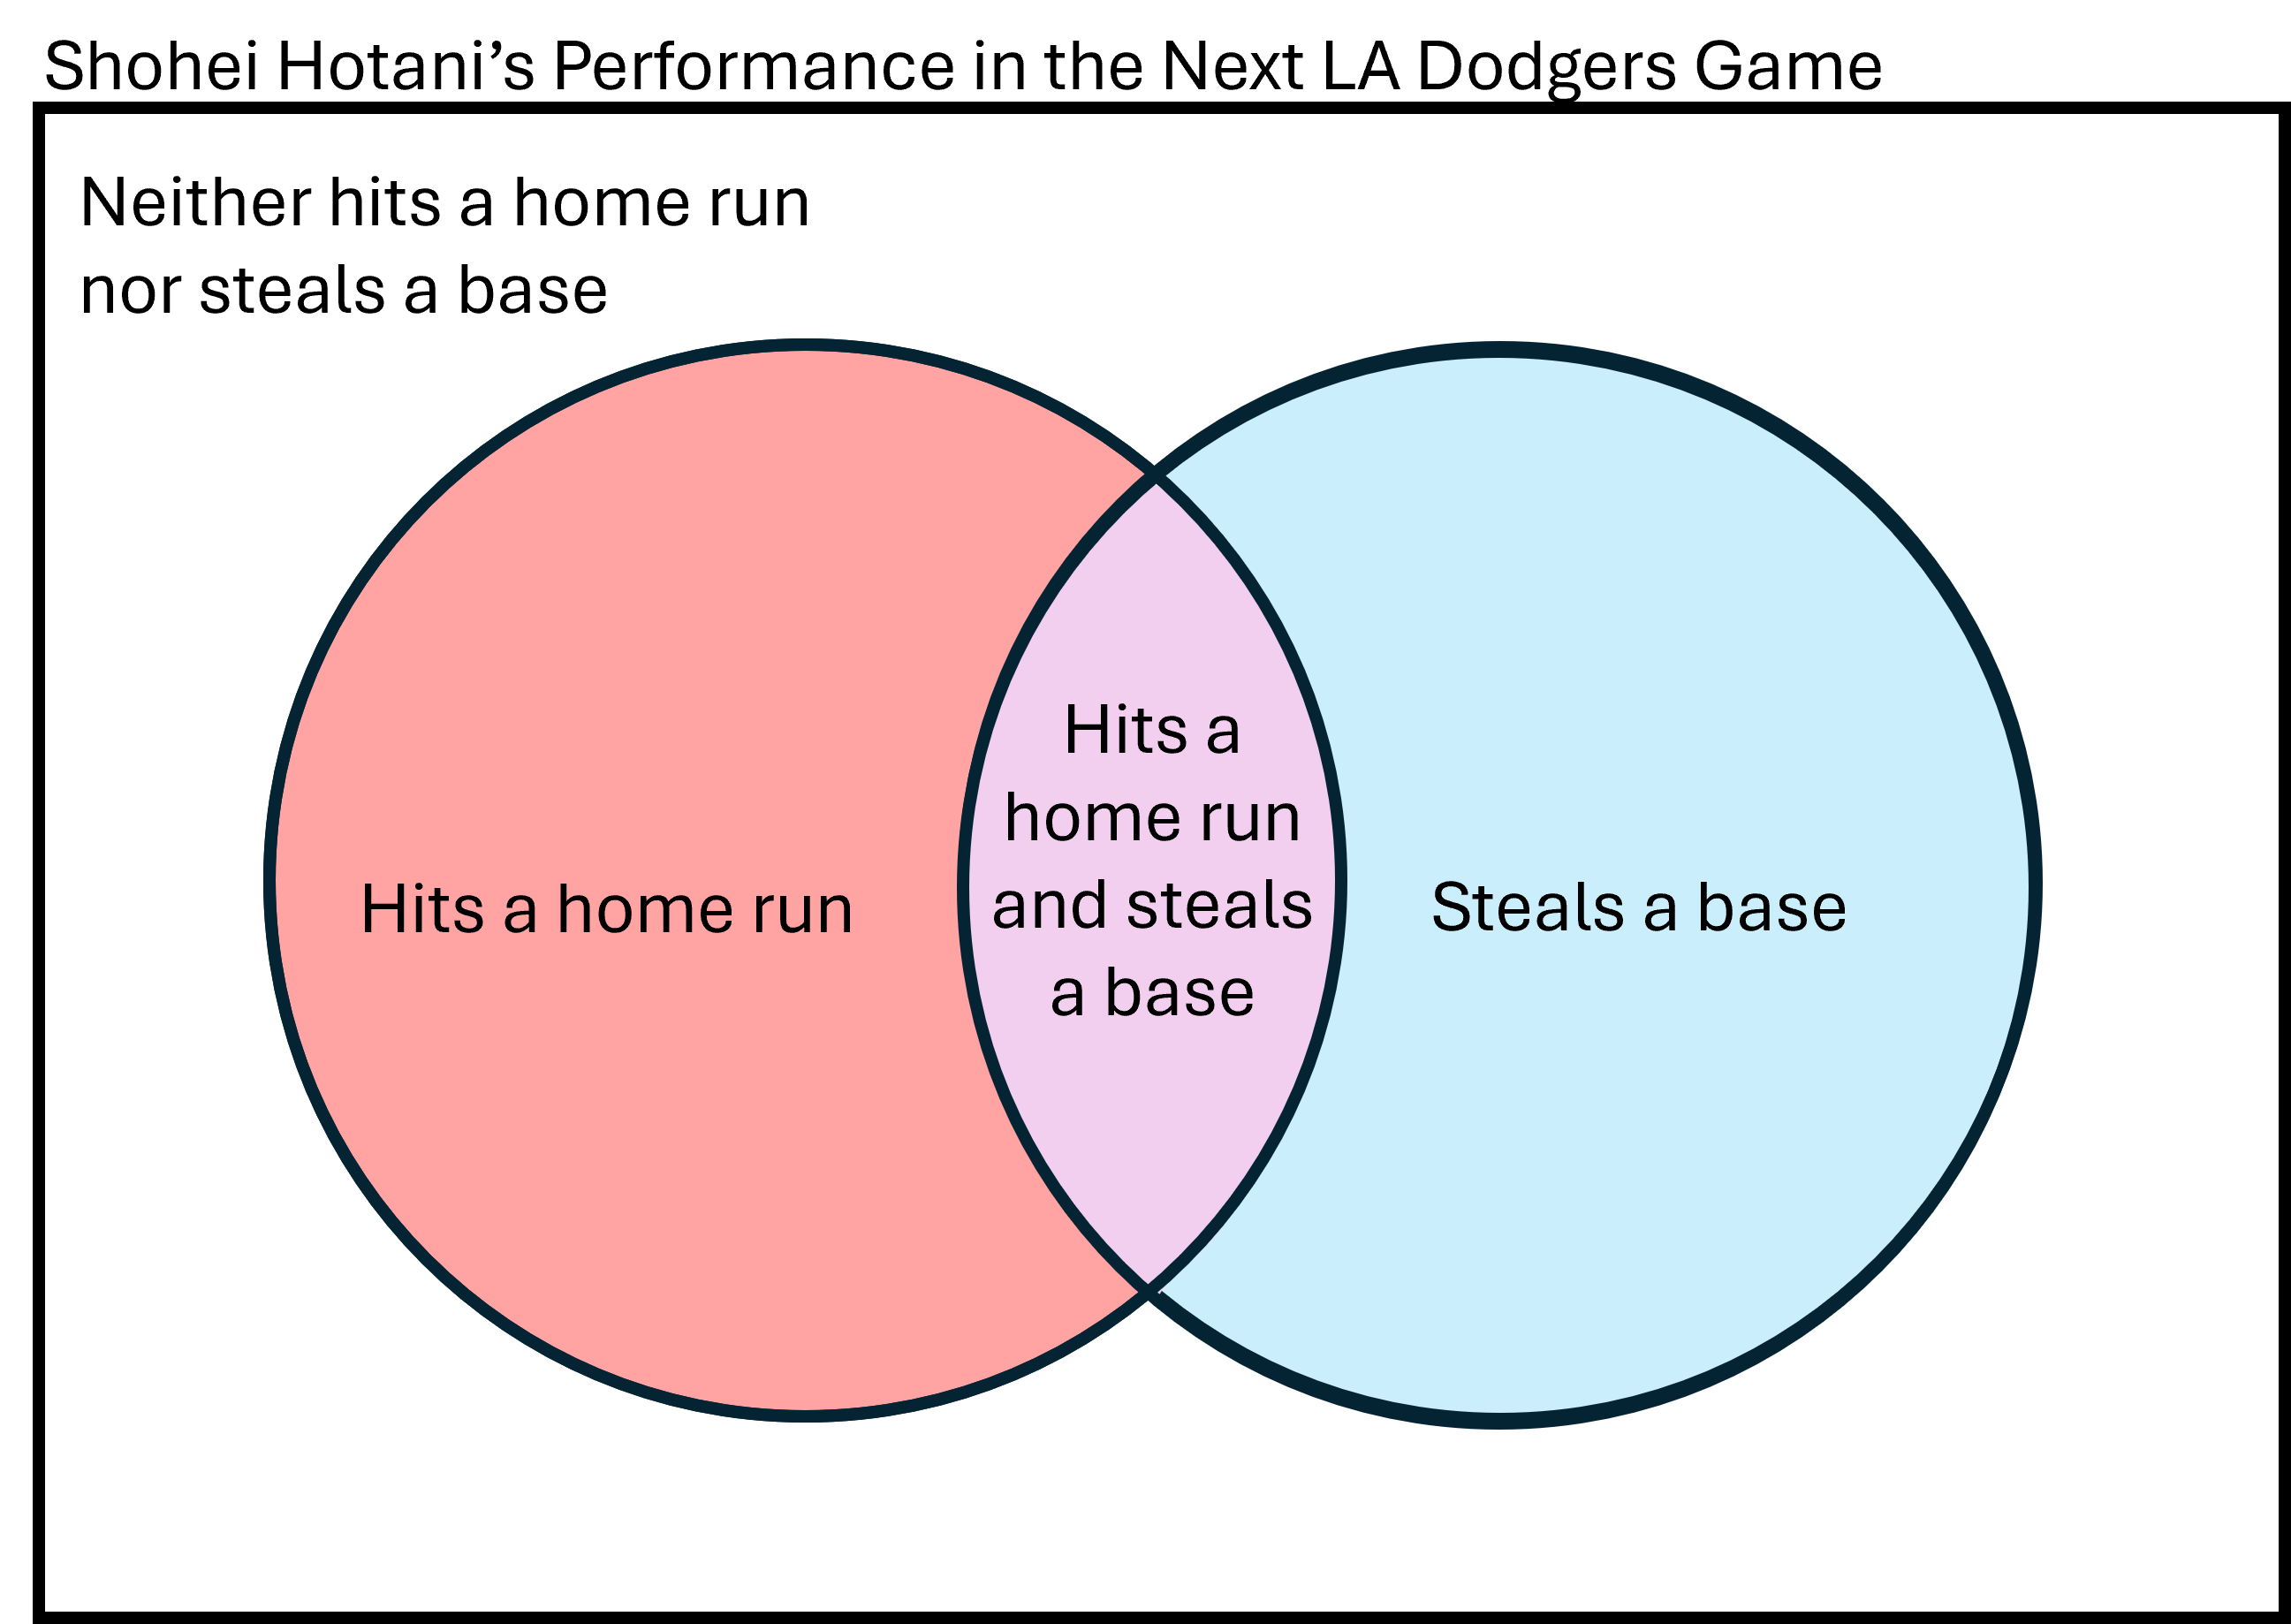 Shohei Hotani’s Performance in the Next LA Dodgers Game
Neither hits a home run
nor steals a base
Hits a home run
Hits a
home run
and steals
a base
Steals a base